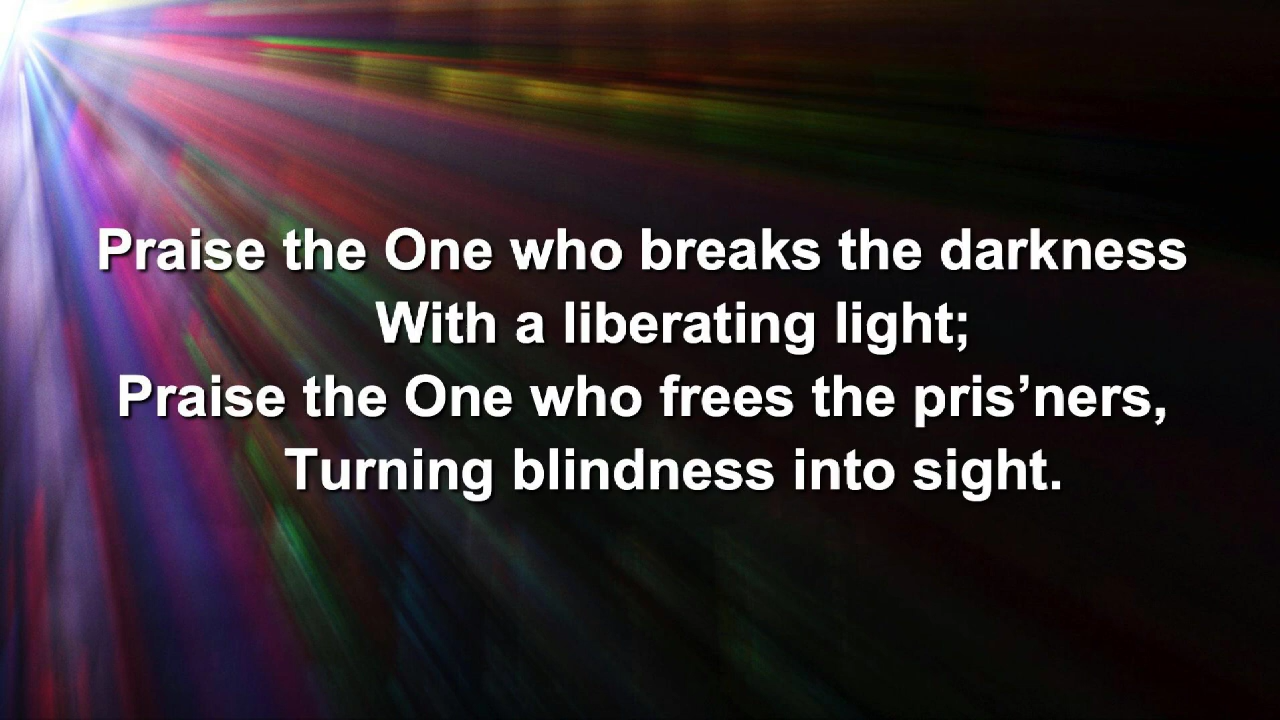 Praise the One who breaks the darkness
With a liberating light;
Praise the One who frees the pris’ners,
Turning blindness into sight.